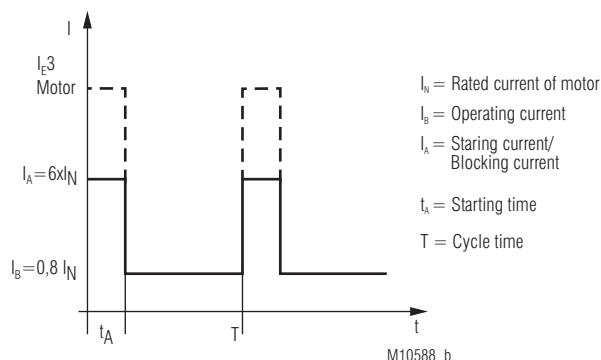 I
I_E3
Motor
I_A=6xI_N
I_B=0,8 I_N
t_A
T
t
I_N = Rated current of motor
I_B = Operating current
I_A = Staring current/
Blocking current
t_A = Starting time
T = Cycle time
M10588_b